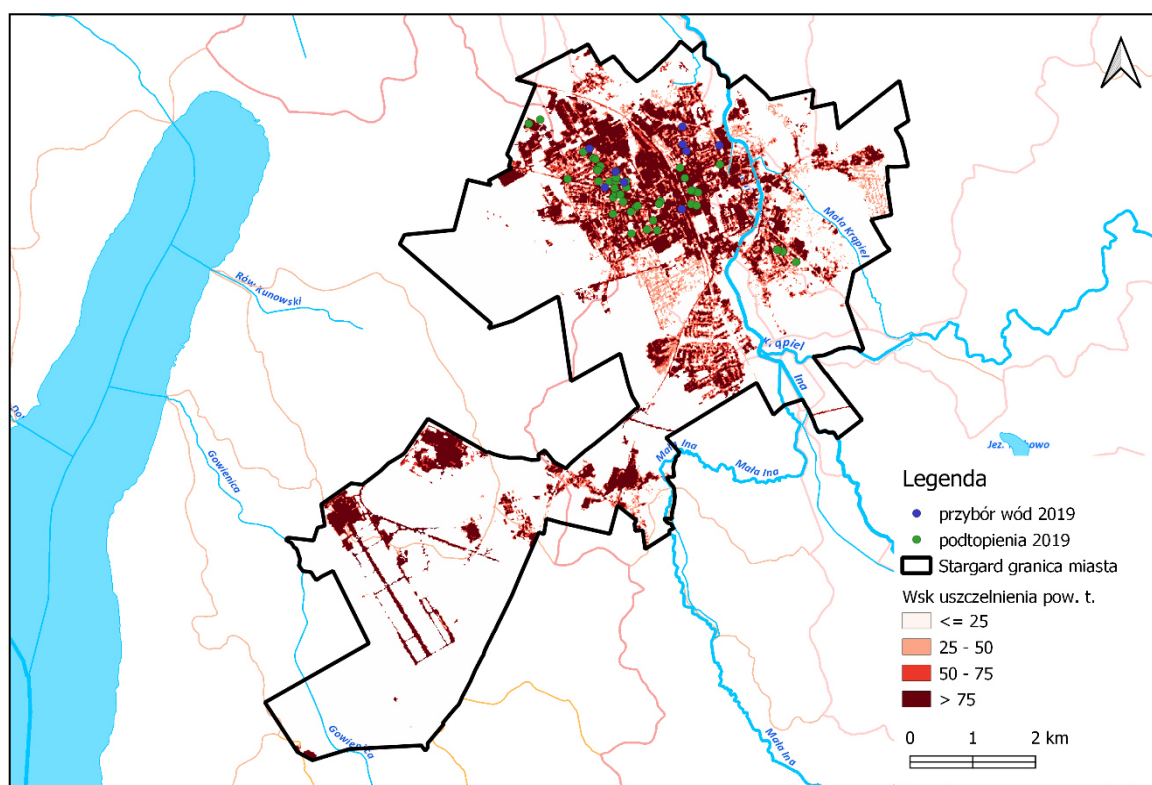 Mała Krąpiel
Rów Kunowski
Krąpiel
Ina
Gowienica
Mała Ina
Mała Ina
Jez.
Legenda
przybór wód 2019
podtopienia 2019
Stargard granica miasta
Wsk uszczelnienia pow. t.
<= 25
25 - 50
50 - 75
> 75
0 1 2 km
Gowienica
Mała Ina